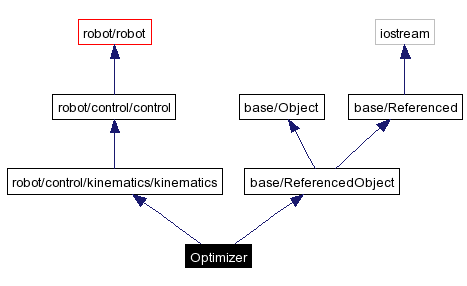 robot/robot
iostream
robot/control/control
base/Object
base/Referenced
robot/control/kinematics/kinematics
base/ReferencedObject
Optimizer